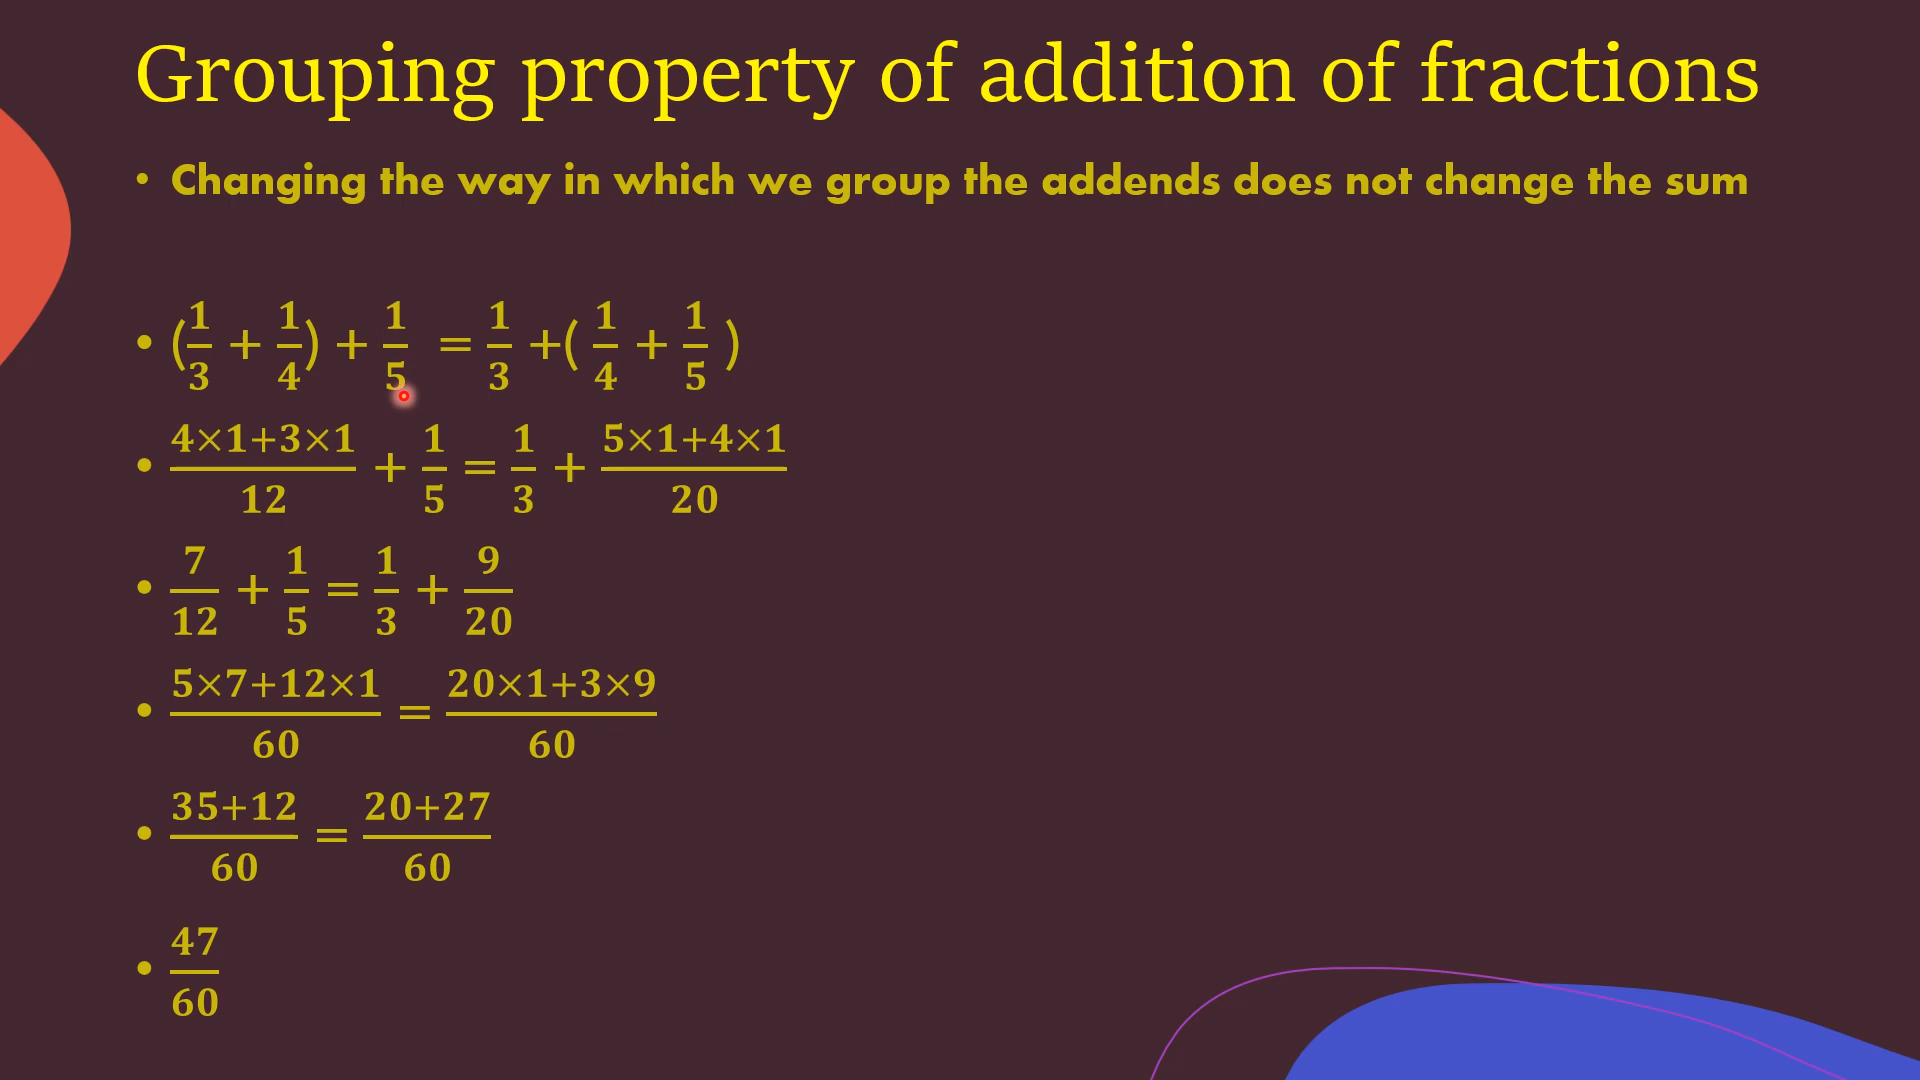 Grouping property of addition of fractions
• Changing the way in which we group the addends does not change the sum
• (1/3 + 1/4) + 1/5 = 1/3 +( 1/4 + 1/5 )
• 4×1+3×1/12 + 1/5 = 1/3 + 5×1+4×1/20
• 7/12 + 1/5 = 1/3 + 9/20
• 5×7+12×1/60 = 20×1+3×9/60
• 35+12/60 = 20+27/60
• 47/60